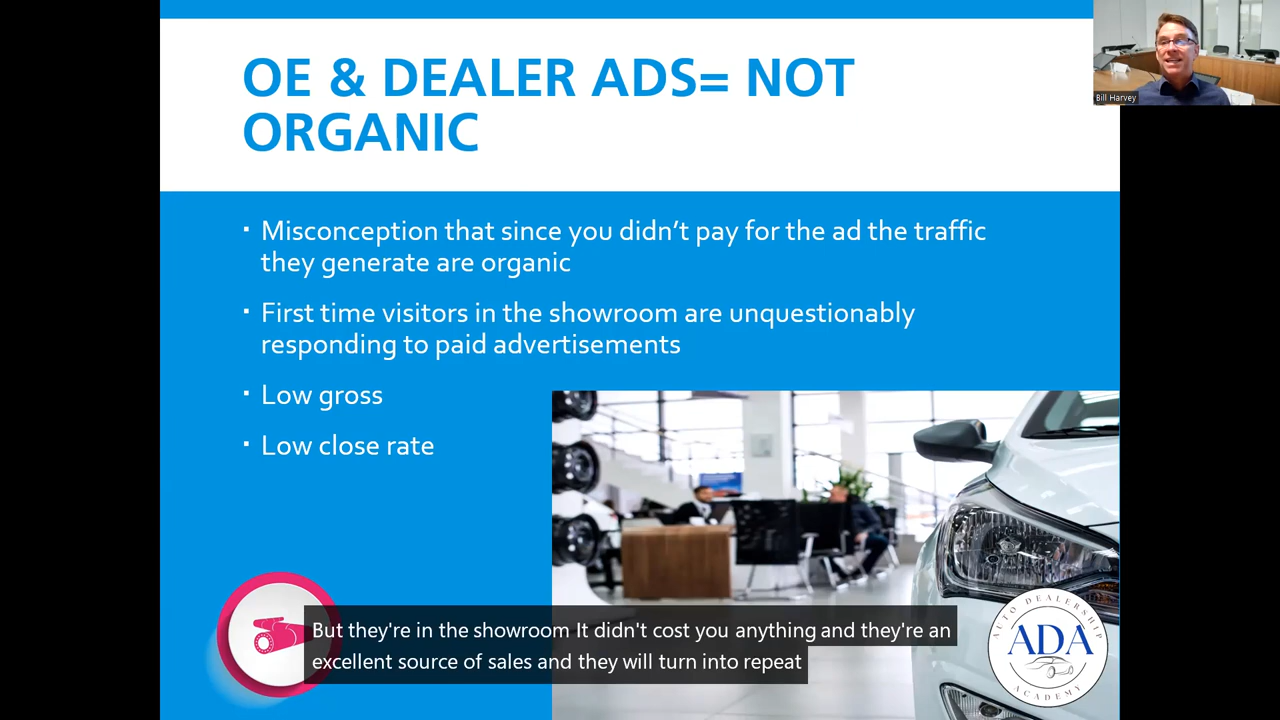 OE & DEALER ADS= NOT
ORGANIC
Bill Harvey
▪ Misconception that since you didn’t pay for the ad the traffic
they generate are organic
▪ First time visitors in the showroom are unquestionably
responding to paid advertisements
▪ Low gross
▪ Low close rate
But they're in the showroom It didn't cost you anything and they're an
excellent source of sales and they will turn into repeat
AUTO DEALERSHIP
ADA
ACADEMY